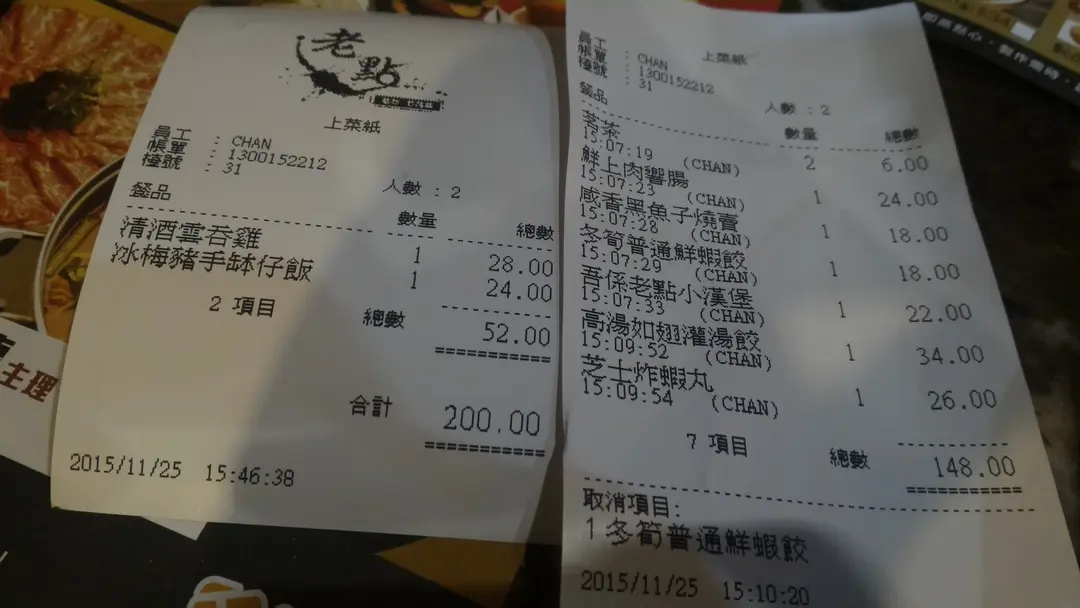 老點
上菜紙
員工 : CHAN
帳單 : 1300152212
檯號 : 31
人數 : 2
餐品 數量 總數
清酒雲吞雞 1 28.00
冰梅豬手缽仔飯 1 24.00
2 項目 總數 52.00
合計 200.00
2015/11/25 15:46:38
上菜紙
員工 : CHAN
帳單 : 1300152212
檯號 : 31
人數 : 2
餐品 數量 總數
茗茶 2 6.00
15:07:19 (CHAN)
鮮上肉響腸 1 24.00
15:07:23 (CHAN)
咸香黑魚子燒賣 1 18.00
15:07:28 (CHAN)
冬筍普通鮮蝦餃 1 18.00
15:07:29 (CHAN)
吾係老點小漢堡 1 22.00
15:07:33 (CHAN)
高湯如翅灌湯餃 1 34.00
15:09:52 (CHAN)
芝士炸蝦丸 1 26.00
15:09:54 (CHAN)
7 項目 總數 148.00
取消項目:
1 冬筍普通鮮蝦餃
2015/11/25 15:10:20
主理